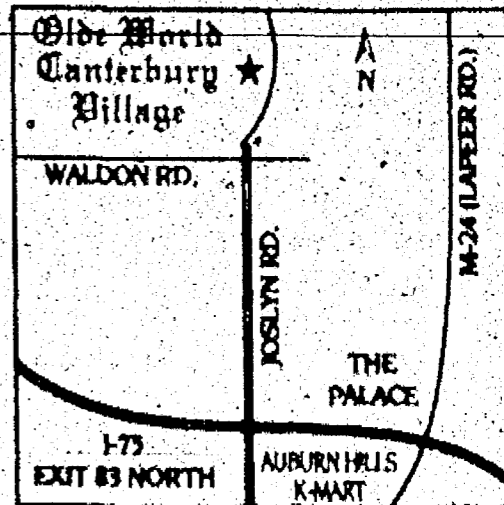 Olde World
Canterbury
Village
N
WALDON RD.
M-24 (LAPEER RD.)
JOSLYN RD.
THE
PALACE
I-75
EXIT 83 NORTH
AUBURN HILLS
K-MART